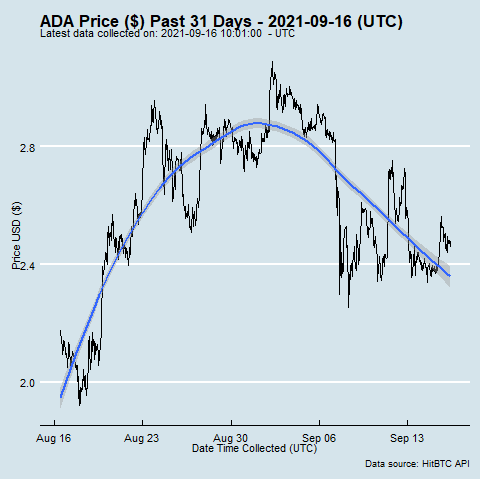 ADA Price ($) Past 31 Days - 2021-09-16 (UTC)
Latest data collected on: 2021-09-16 10:01:00 - UTC
Price USD ($)
2.8
2.4
2.0
Aug 16 Aug 23 Aug 30 Sep 06 Sep 13
Date Time Collected (UTC)
Data source: HitBTC API